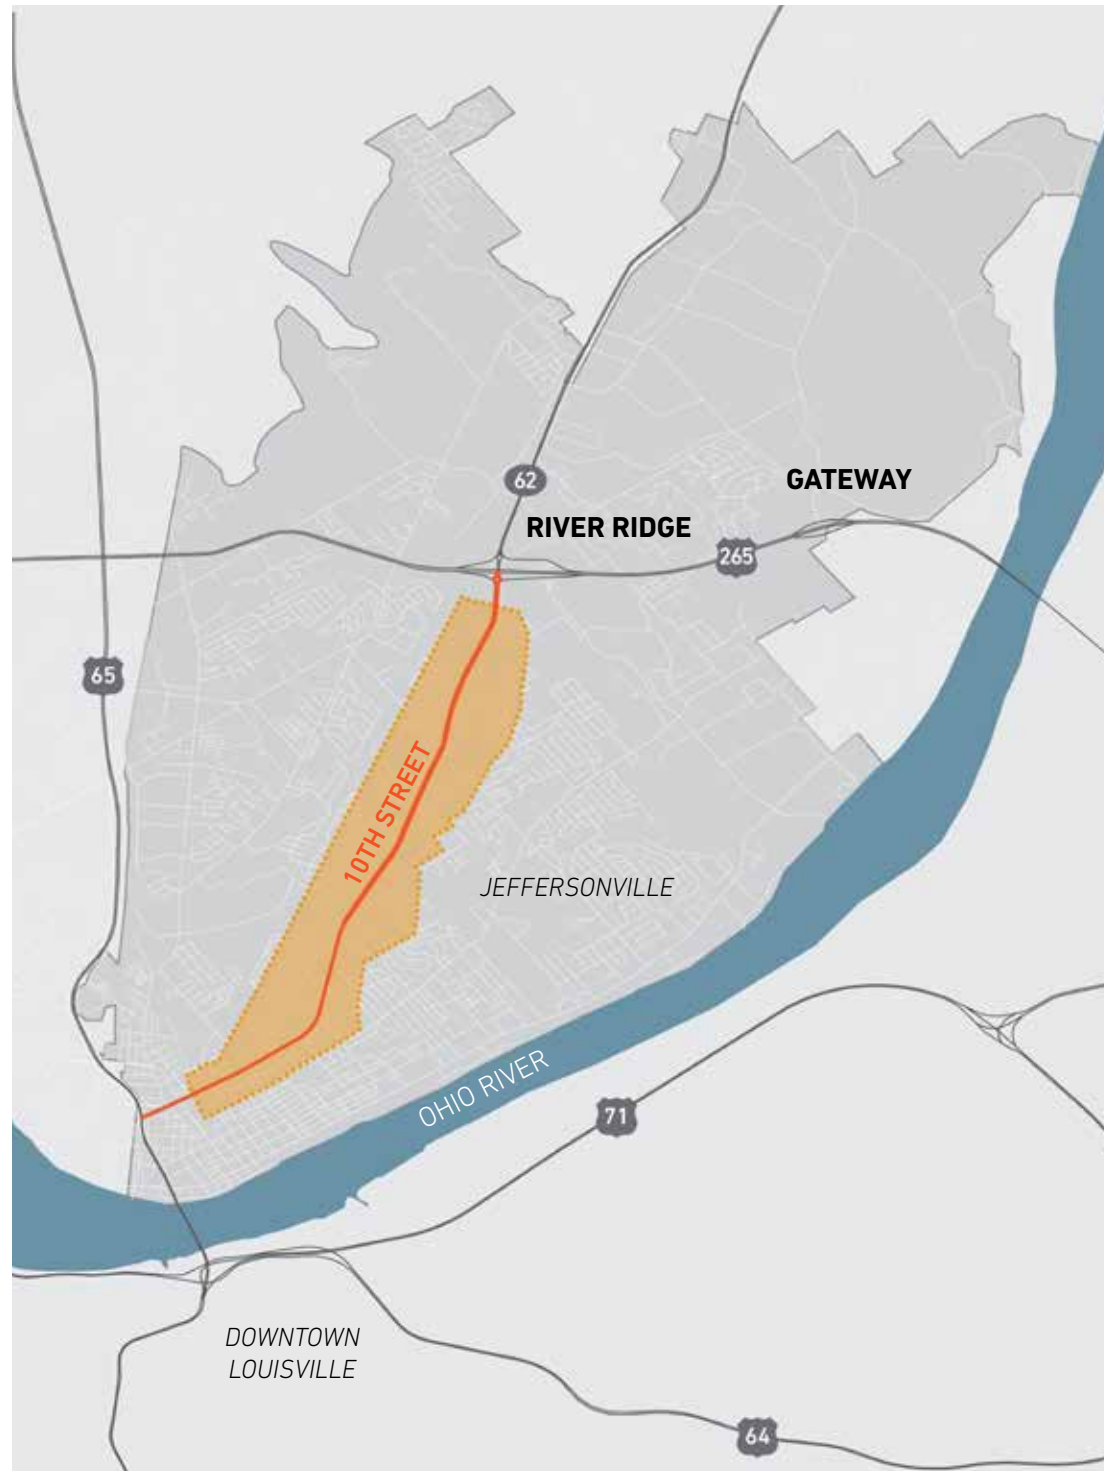 62
GATEWAY
RIVER RIDGE
265
65
10TH STREET
JEFFERSONVILLE
OHIO RIVER
71
DOWNTOWN
LOUISVILLE
64